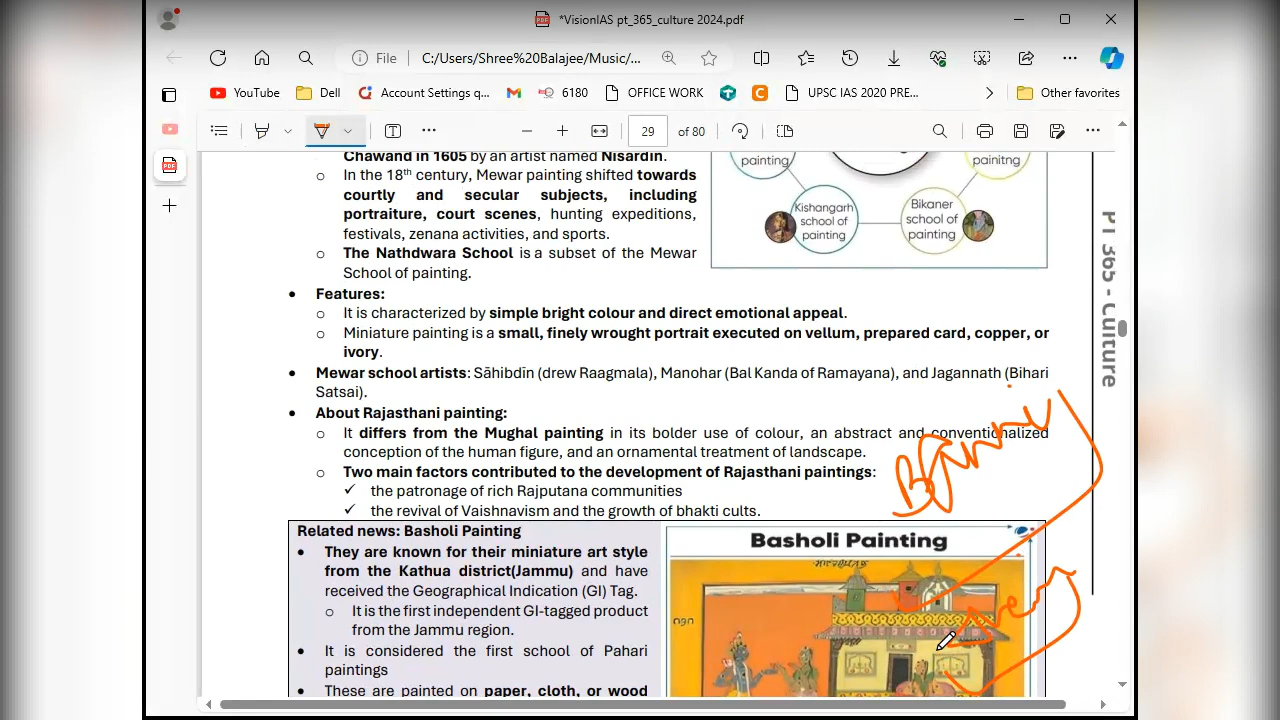 *VisionIAS pt_365_culture 2024.pdf
File C:/Users/Shree%20Balajee/Music/...
YouTube Dell Account Settings q... 6180 OFFICE WORK UPSC IAS 2020 PRE... Other favorites
29 of 80
Chawand in 1605 by an artist named Nisardin.
In the 18th century, Mewar painting shifted towards
courtly and secular subjects, including
portraiture, court scenes, hunting expeditions,
festivals, zenana activities, and sports.
The Nathdwara School is a subset of the Mewar
School of painting.
painting
painitng
Kishangarh
school of
painting
Bikaner
school of
painting
PT 365 - Culture
Features:
It is characterized by simple bright colour and direct emotional appeal.
Miniature painting is a small, finely wrought portrait executed on vellum, prepared card, copper, or
ivory.
Mewar school artists: Sāhibdīn (drew Raagmala), Manohar (Bal Kanda of Ramayana), and Jagannath (Bihari
Satsai).
About Rajasthani painting:
It differs from the Mughal painting in its bolder use of colour, an abstract and conventionalized
conception of the human figure, and an ornamental treatment of landscape.
Two main factors contributed to the development of Rajasthani paintings:
✓ the patronage of rich Rajputana communities
✓ the revival of Vaishnavism and the growth of bhakti cults.
Related news: Basholi Painting
They are known for their miniature art style
from the Kathua district(Jammu) and have
received the Geographical Indication (GI) Tag.
It is the first independent GI-tagged product
from the Jammu region.
It is considered the first school of Pahari
paintings
These are painted on paper, cloth, or wood
Basholi Painting